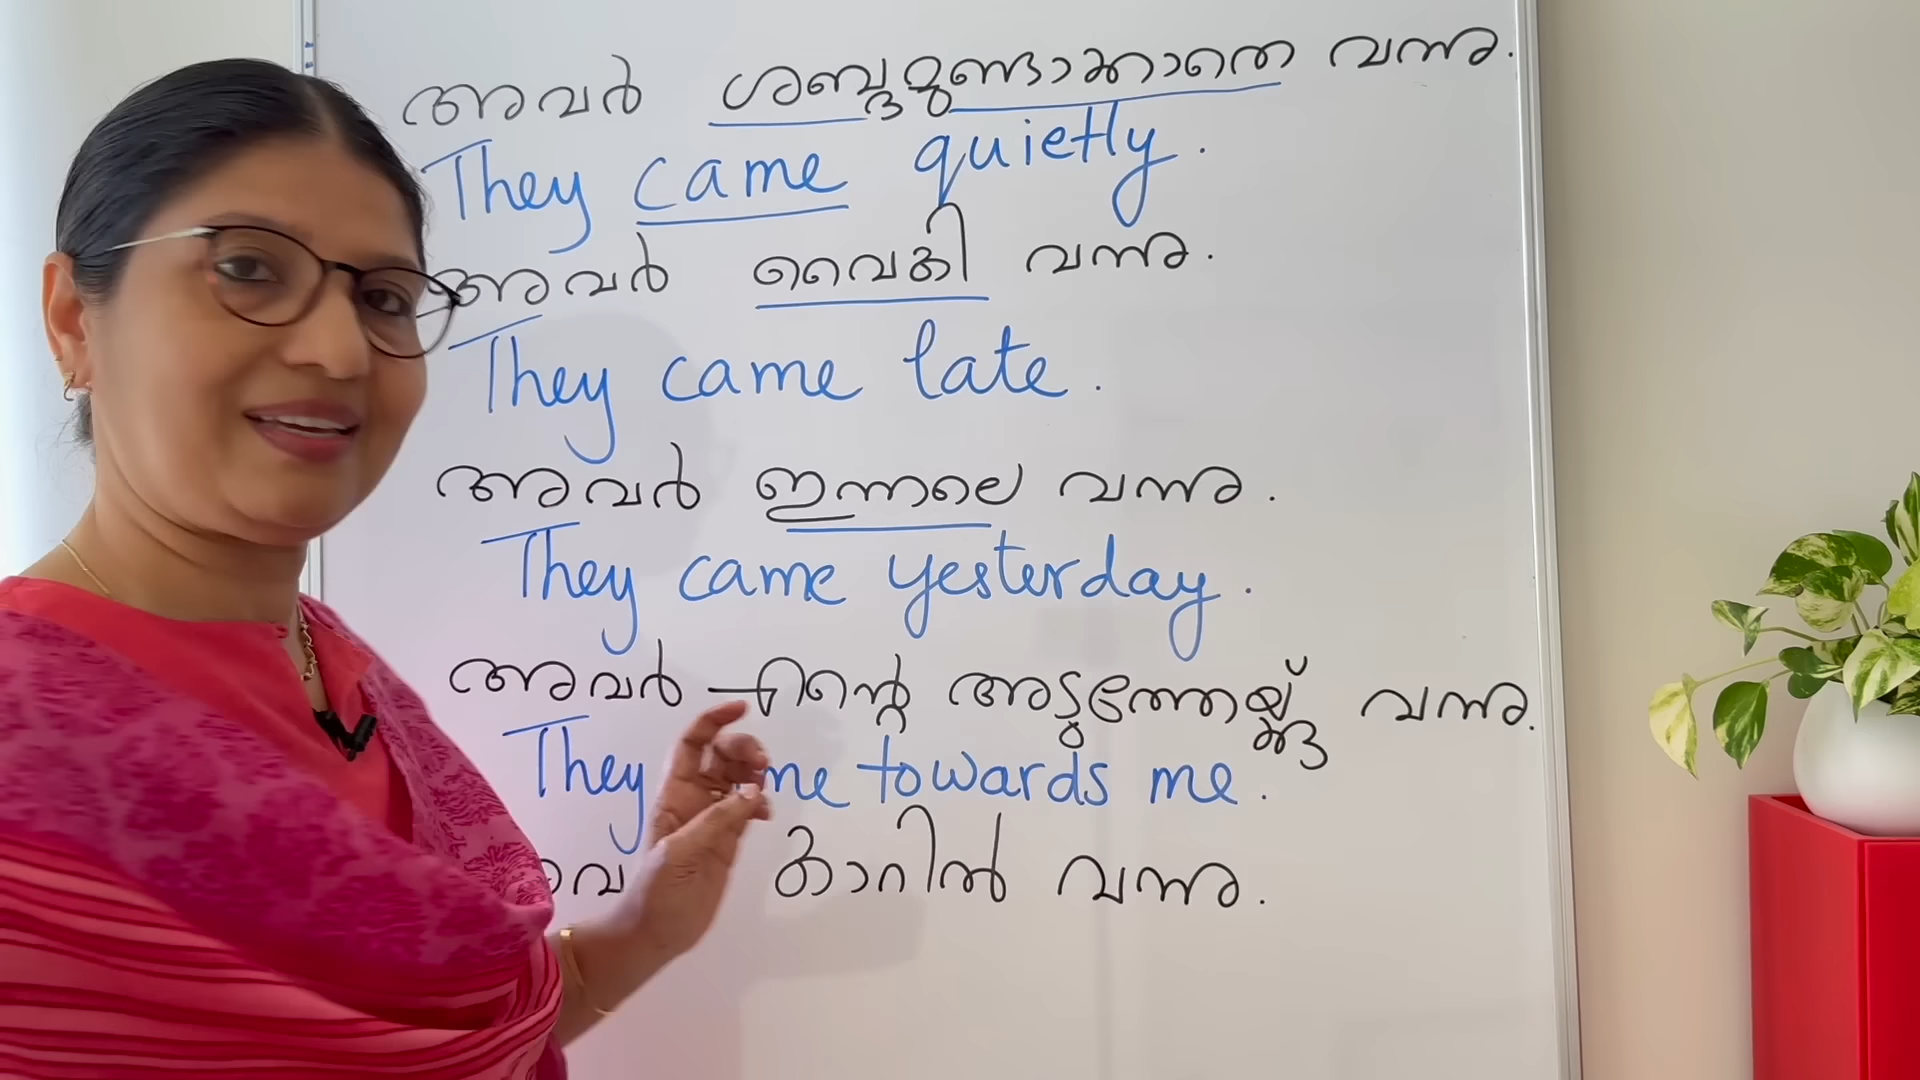 അവർ ശബ്ദമുണ്ടാക്കാതെ വന്നു.
They came quietly.
അവർ വൈകി വന്നു.
They came late.
അവർ ഇന്നലെ വന്നു.
They came yesterday.
അവർ എന്റെ അടുത്തേയ്ക്കു വന്നു.
They came towards me.
കാറിൽ വന്നു.